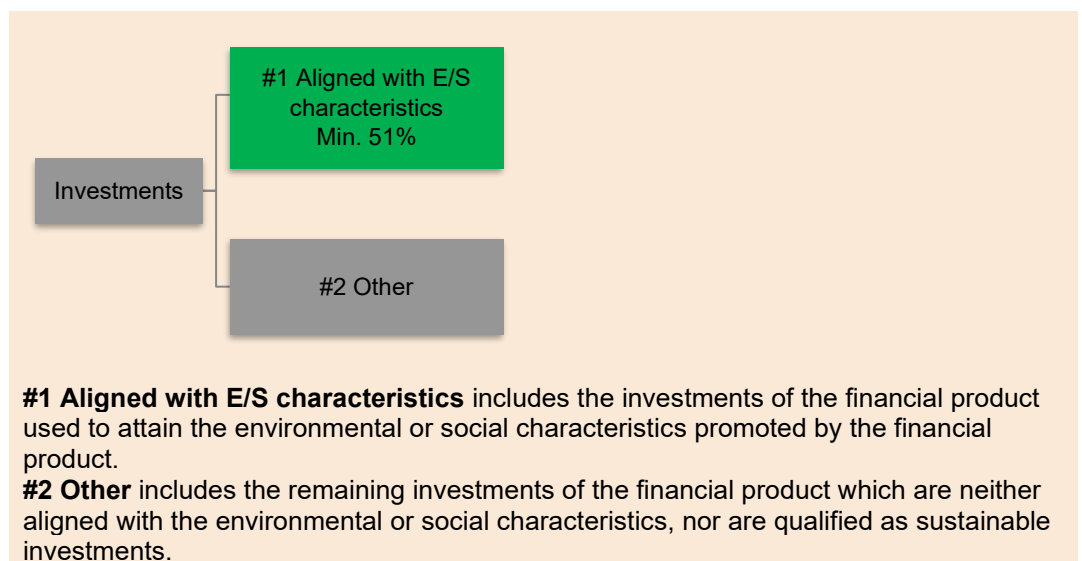 #1 Aligned with E/S
characteristics
Min. 51%
Investments
#2 Other
#1 Aligned with E/S characteristics includes the investments of the financial product
used to attain the environmental or social characteristics promoted by the financial
product.
#2 Other includes the remaining investments of the financial product which are neither
aligned with the environmental or social characteristics, nor are qualified as sustainable
investments.